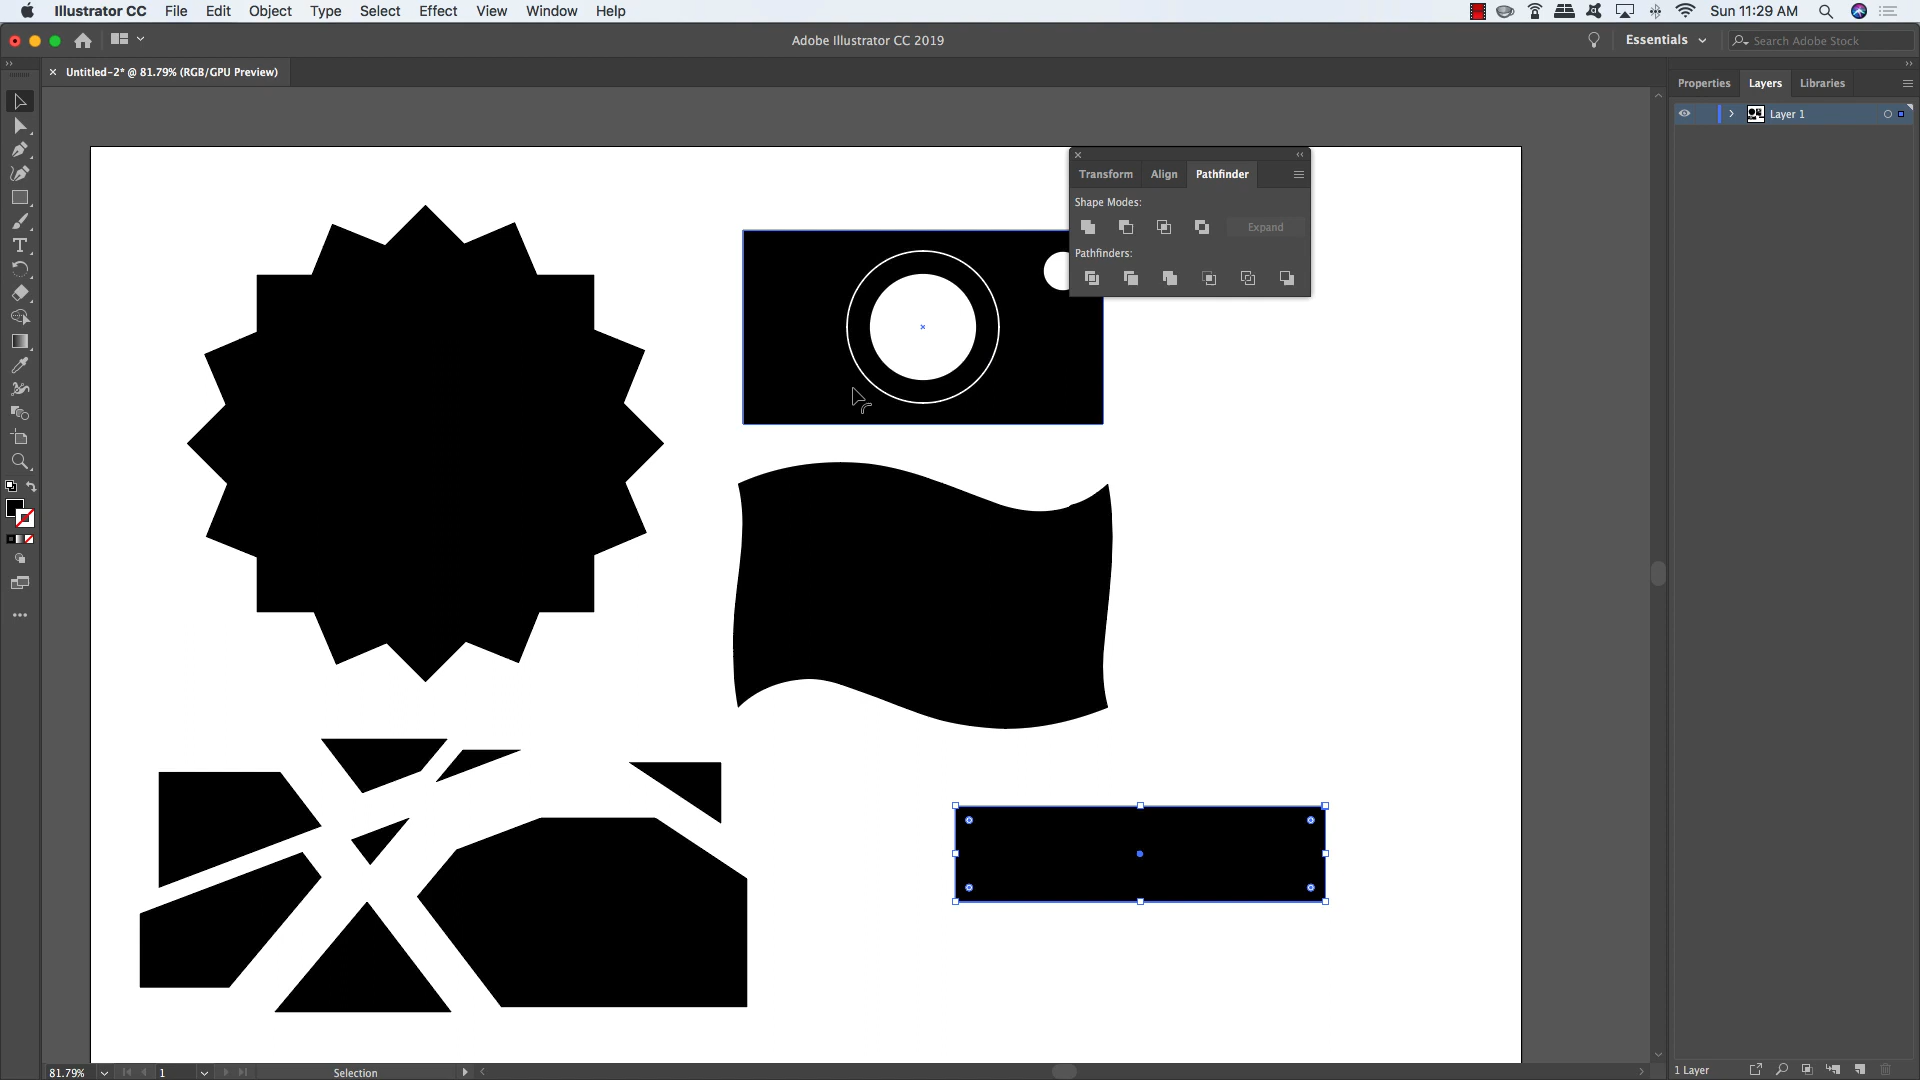 Illustrator CC File Edit Object Type Select Effect View Window Help Sun 11:29 AM
Adobe Illustrator CC 2019 Essentials Search Adobe Stock
Untitled-2* @ 81.79% (RGB/GPU Preview)
Properties Layers Libraries
Layer 1
Transform Align Pathfinder
Shape Modes:
Expand
Pathfinders:
81.79% 1 Selection 1 Layer